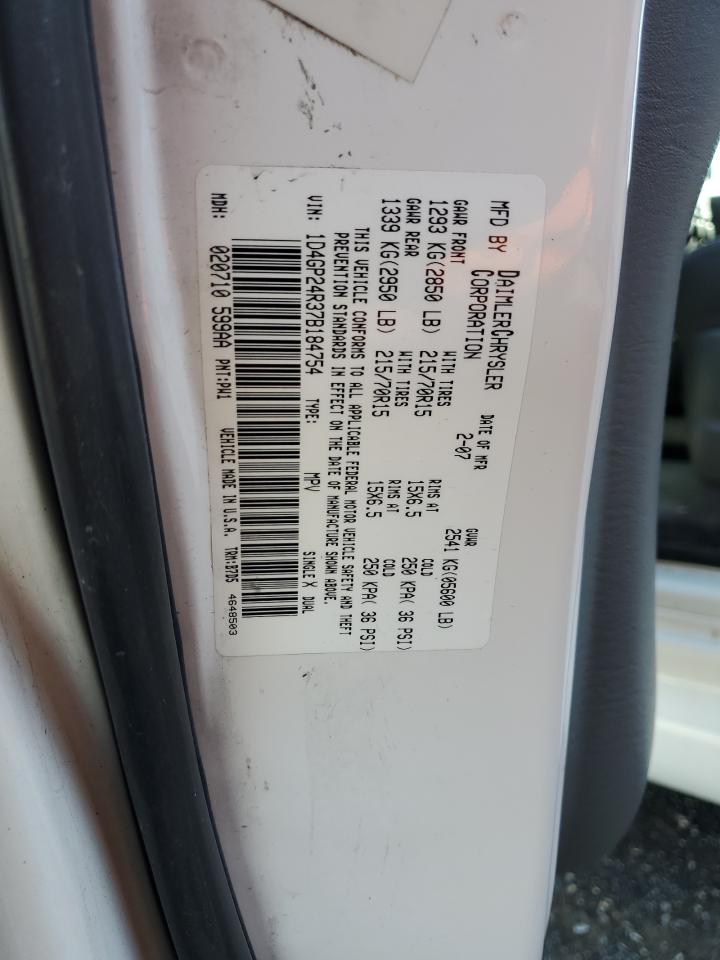 MFD BY DAIMLERCHRYSLER CORPORATION
DATE OF MFR 2-07
GVWR 2541 KG(05600 LB)
GAWR FRONT WITH TIRES RIMS AT COLD
1293 KG(2850 LB) 215/70R15 15X6.5 250 KPA( 36 PSI)
GAWR REAR WITH TIRES RIMS AT COLD
1339 KG(2950 LB) 215/70R15 15X6.5 250 KPA( 36 PSI)
THIS VEHICLE CONFORMS TO ALL APPLICABLE FEDERAL MOTOR VEHICLE SAFETY AND THEFT
PREVENTION STANDARDS IN EFFECT ON THE DATE OF MANUFACTURE SHOWN ABOVE.
VIN: 1D4GP24R37B184754 TYPE: MPV SINGLE X DUAL
MDH: 020710 599AA PNT:PW1 VEHICLE MADE IN U.S.A. TRM:B7D5 4648503